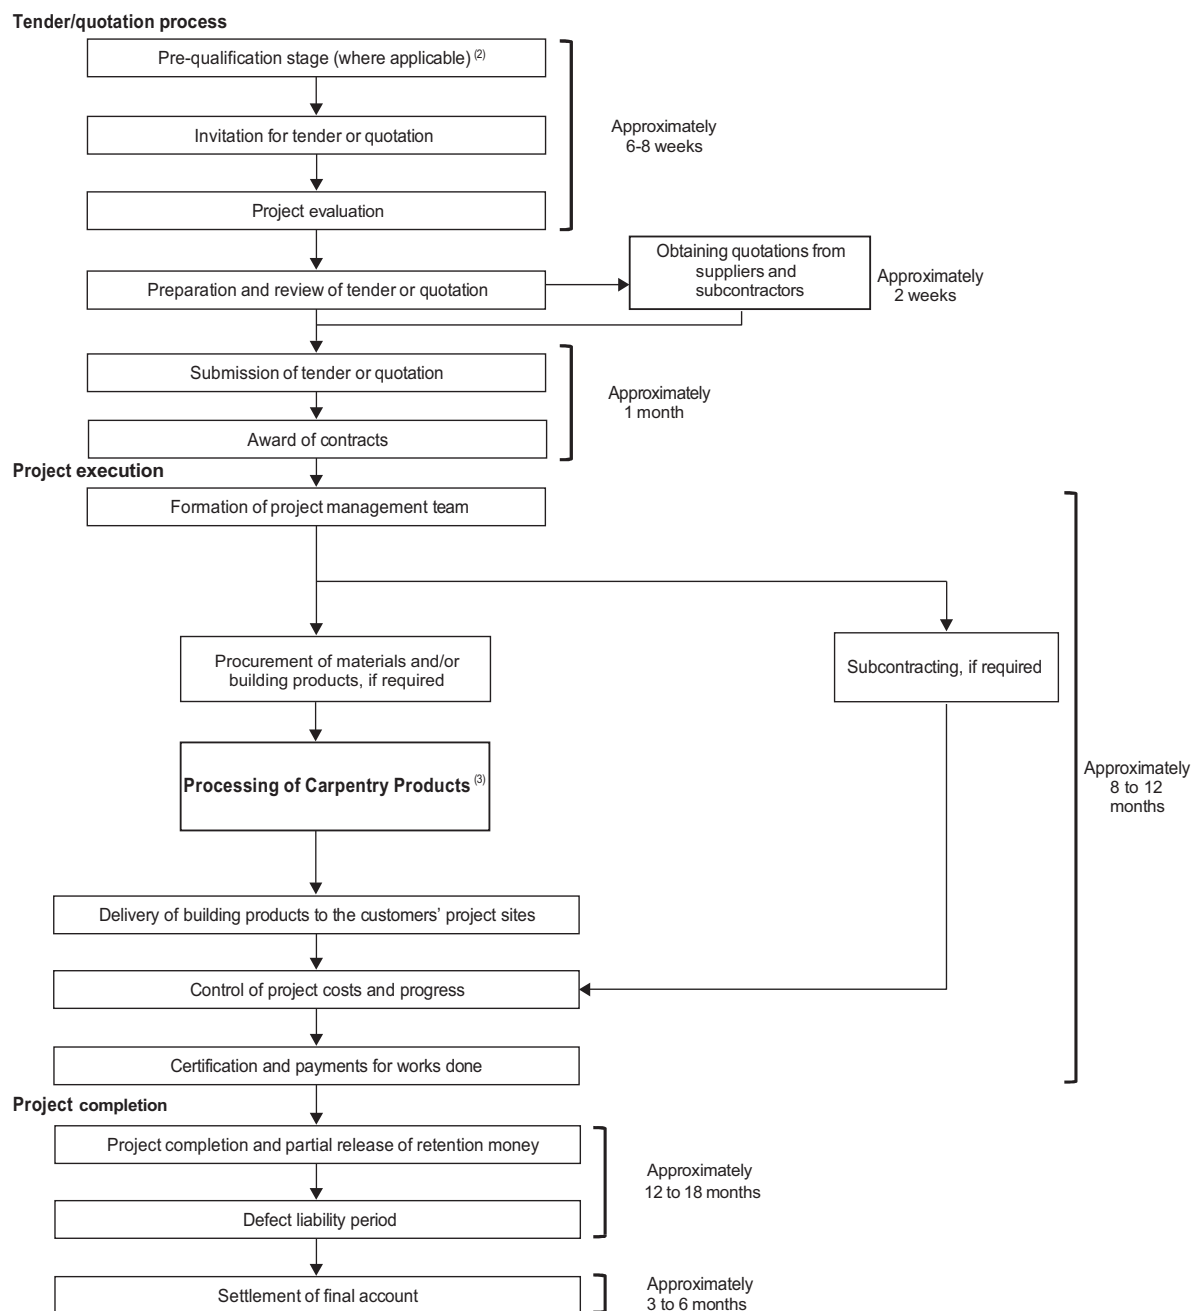 Tender/quotation process
Pre-qualification stage (where applicable) (2)
Invitation for tender or quotation
Approximately
6-8 weeks
Project evaluation
Obtaining quotations from
suppliers and
subcontractors
Approximately
2 weeks
Preparation and review of tender or quotation
Submission of tender or quotation
Approximately
1 month
Award of contracts
Project execution
Formation of project management team
Procurement of materials and/or
building products, if required
Subcontracting, if required
Processing of Carpentry Products (3)
Approximately
8 to 12
months
Delivery of building products to the customers’ project sites
Control of project costs and progress
Certification and payments for works done
Project completion
Project completion and partial release of retention money
Approximately
12 to 18 months
Defect liability period
Settlement of final account
Approximately
3 to 6 months